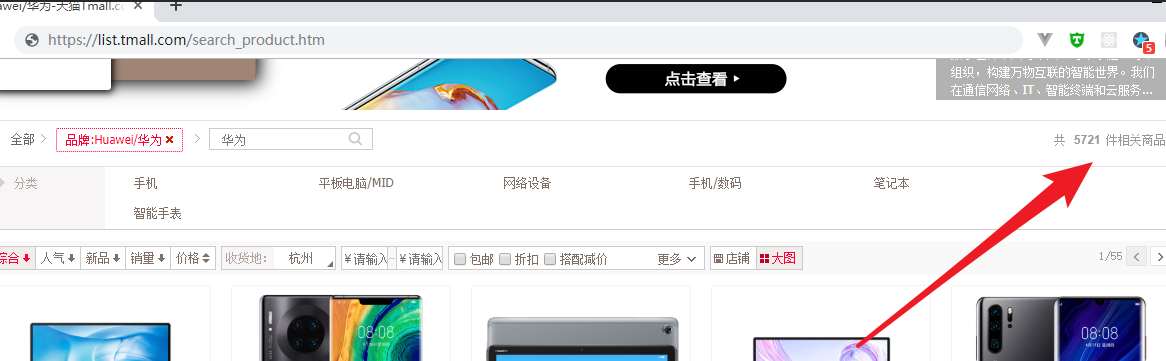 awei/华为-天猫Tmall.co
https://list.tmall.com/search_product.htm
5
点击查看
组织，构建万物互联的智能世界。我们
在通信网络、IT、智能终端和云服务...
全部 > 品牌:Huawei/华为 × > 华为
共 5721 件相关商品
分类
手机 平板电脑/MID 网络设备 手机/数码 笔记本
智能手表
综合 人气 新品 销量 价格 收货地: 杭州 ¥请输入 - ¥请输入 包邮 折扣 搭配减价 更多 店铺 大图 1/55 < >
08:08
08:08